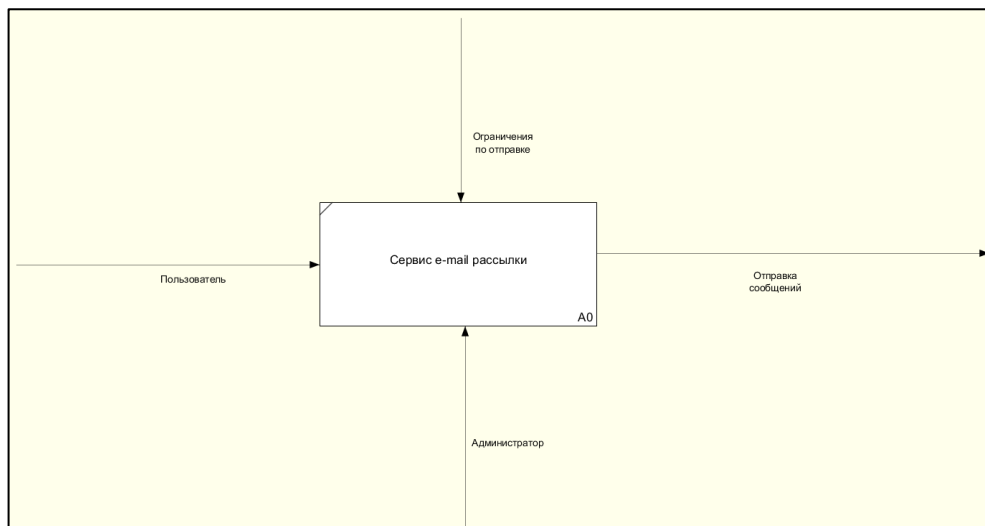 Ограничения
по отправке
Сервис e-mail рассылки
Пользователь
Отправка
сообщений
A0
Администратор